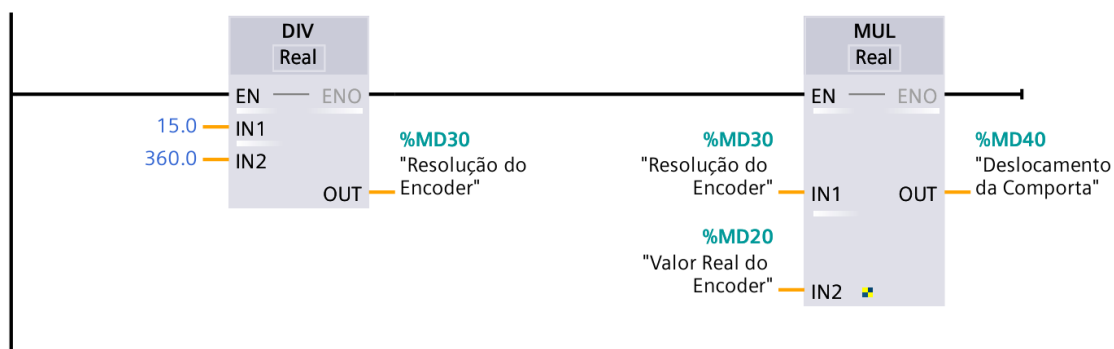 DIV
Real
EN
ENO
15.0
IN1
360.0
IN2
%MD30
"Resolução do
Encoder"
OUT
MUL
Real
EN
ENO
%MD30
"Resolução do
Encoder"
IN1
%MD20
"Valor Real do
Encoder"
IN2
OUT
%MD40
"Deslocamento
da Comporta"